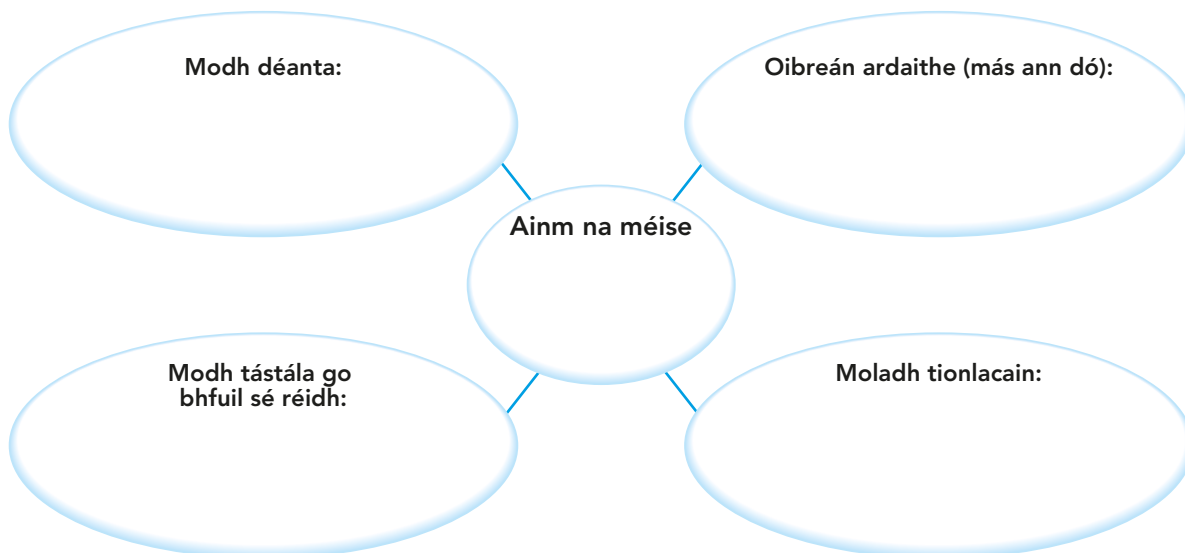 Modh déanta:
Oibreán ardaithe (más ann dó):
Ainm na méise
Modh tástála go
bhfuil sé réidh:
Moladh tionlacain: